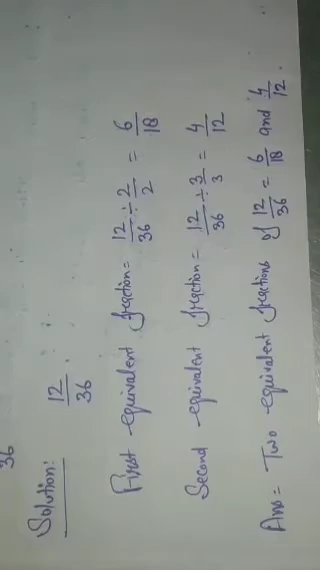 36
Solution:
12/36
First equivalent fraction = 12/36 ÷ 2/2 = 6/18
Second equivalent fraction = 12/36 ÷ 3/3 = 4/12
Ans = Two equivalent fractions of 12/36 = 6/18 and 4/12.